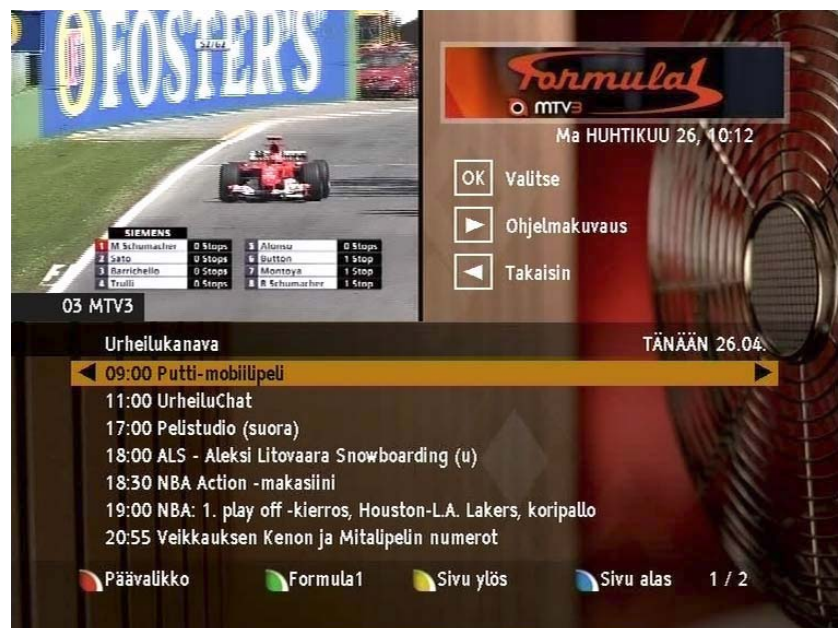 FOSTER'S
52/62
SIEMENS
1 M Schumacher 0 Stops
2 Sato 0 Stops
3 Barrichello 0 Stops
4 Trulli 0 Stops
5 Alonso 0 Stops
6 Button 1 Stop
7 Montoya 1 Stop
8 R Schumacher 1 Stop
03 MTV3
Formula1
MTV3
Ma HUHTIKUU 26, 10:12
OK Valitse
Ohjelmakuvaus
Takaisin
Urheilukanava TÄNÄÄN 26.04.
09:00 Putti-mobiilipeli
11:00 UrheiluChat
17:00 Pelistudio (suora)
18:00 ALS - Aleksi Litovaara Snowboarding (u)
18:30 NBA Action -makasiini
19:00 NBA: 1. play off -kierros, Houston-L.A. Lakers, koripallo
20:55 Veikkauksen Kenon ja Mitalipelin numerot
Päävalikko Formula1 Sivu ylös Sivu alas 1 / 2